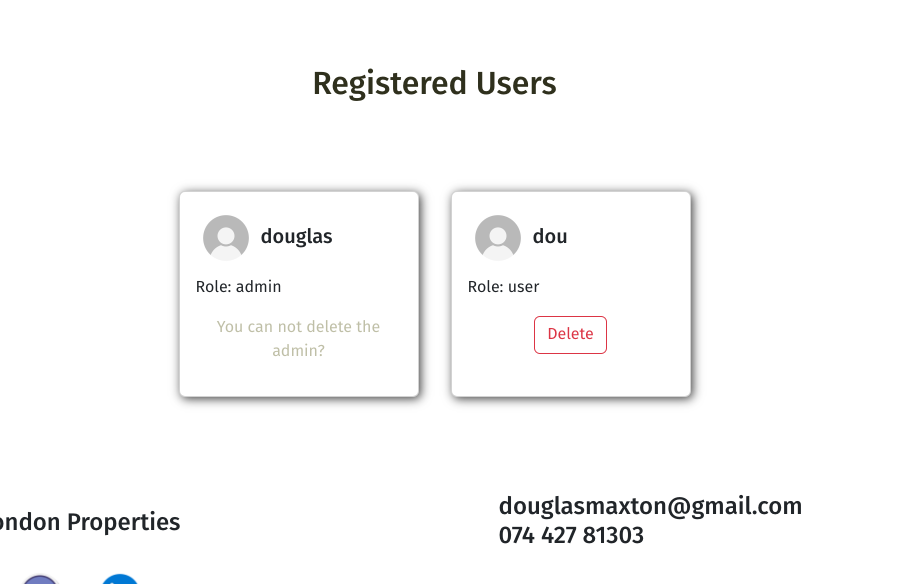 Registered Users
douglas
Role: admin
You can not delete the
admin?
dou
Role: user
Delete
ondon Properties
douglasmaxton@gmail.com
074 427 81303